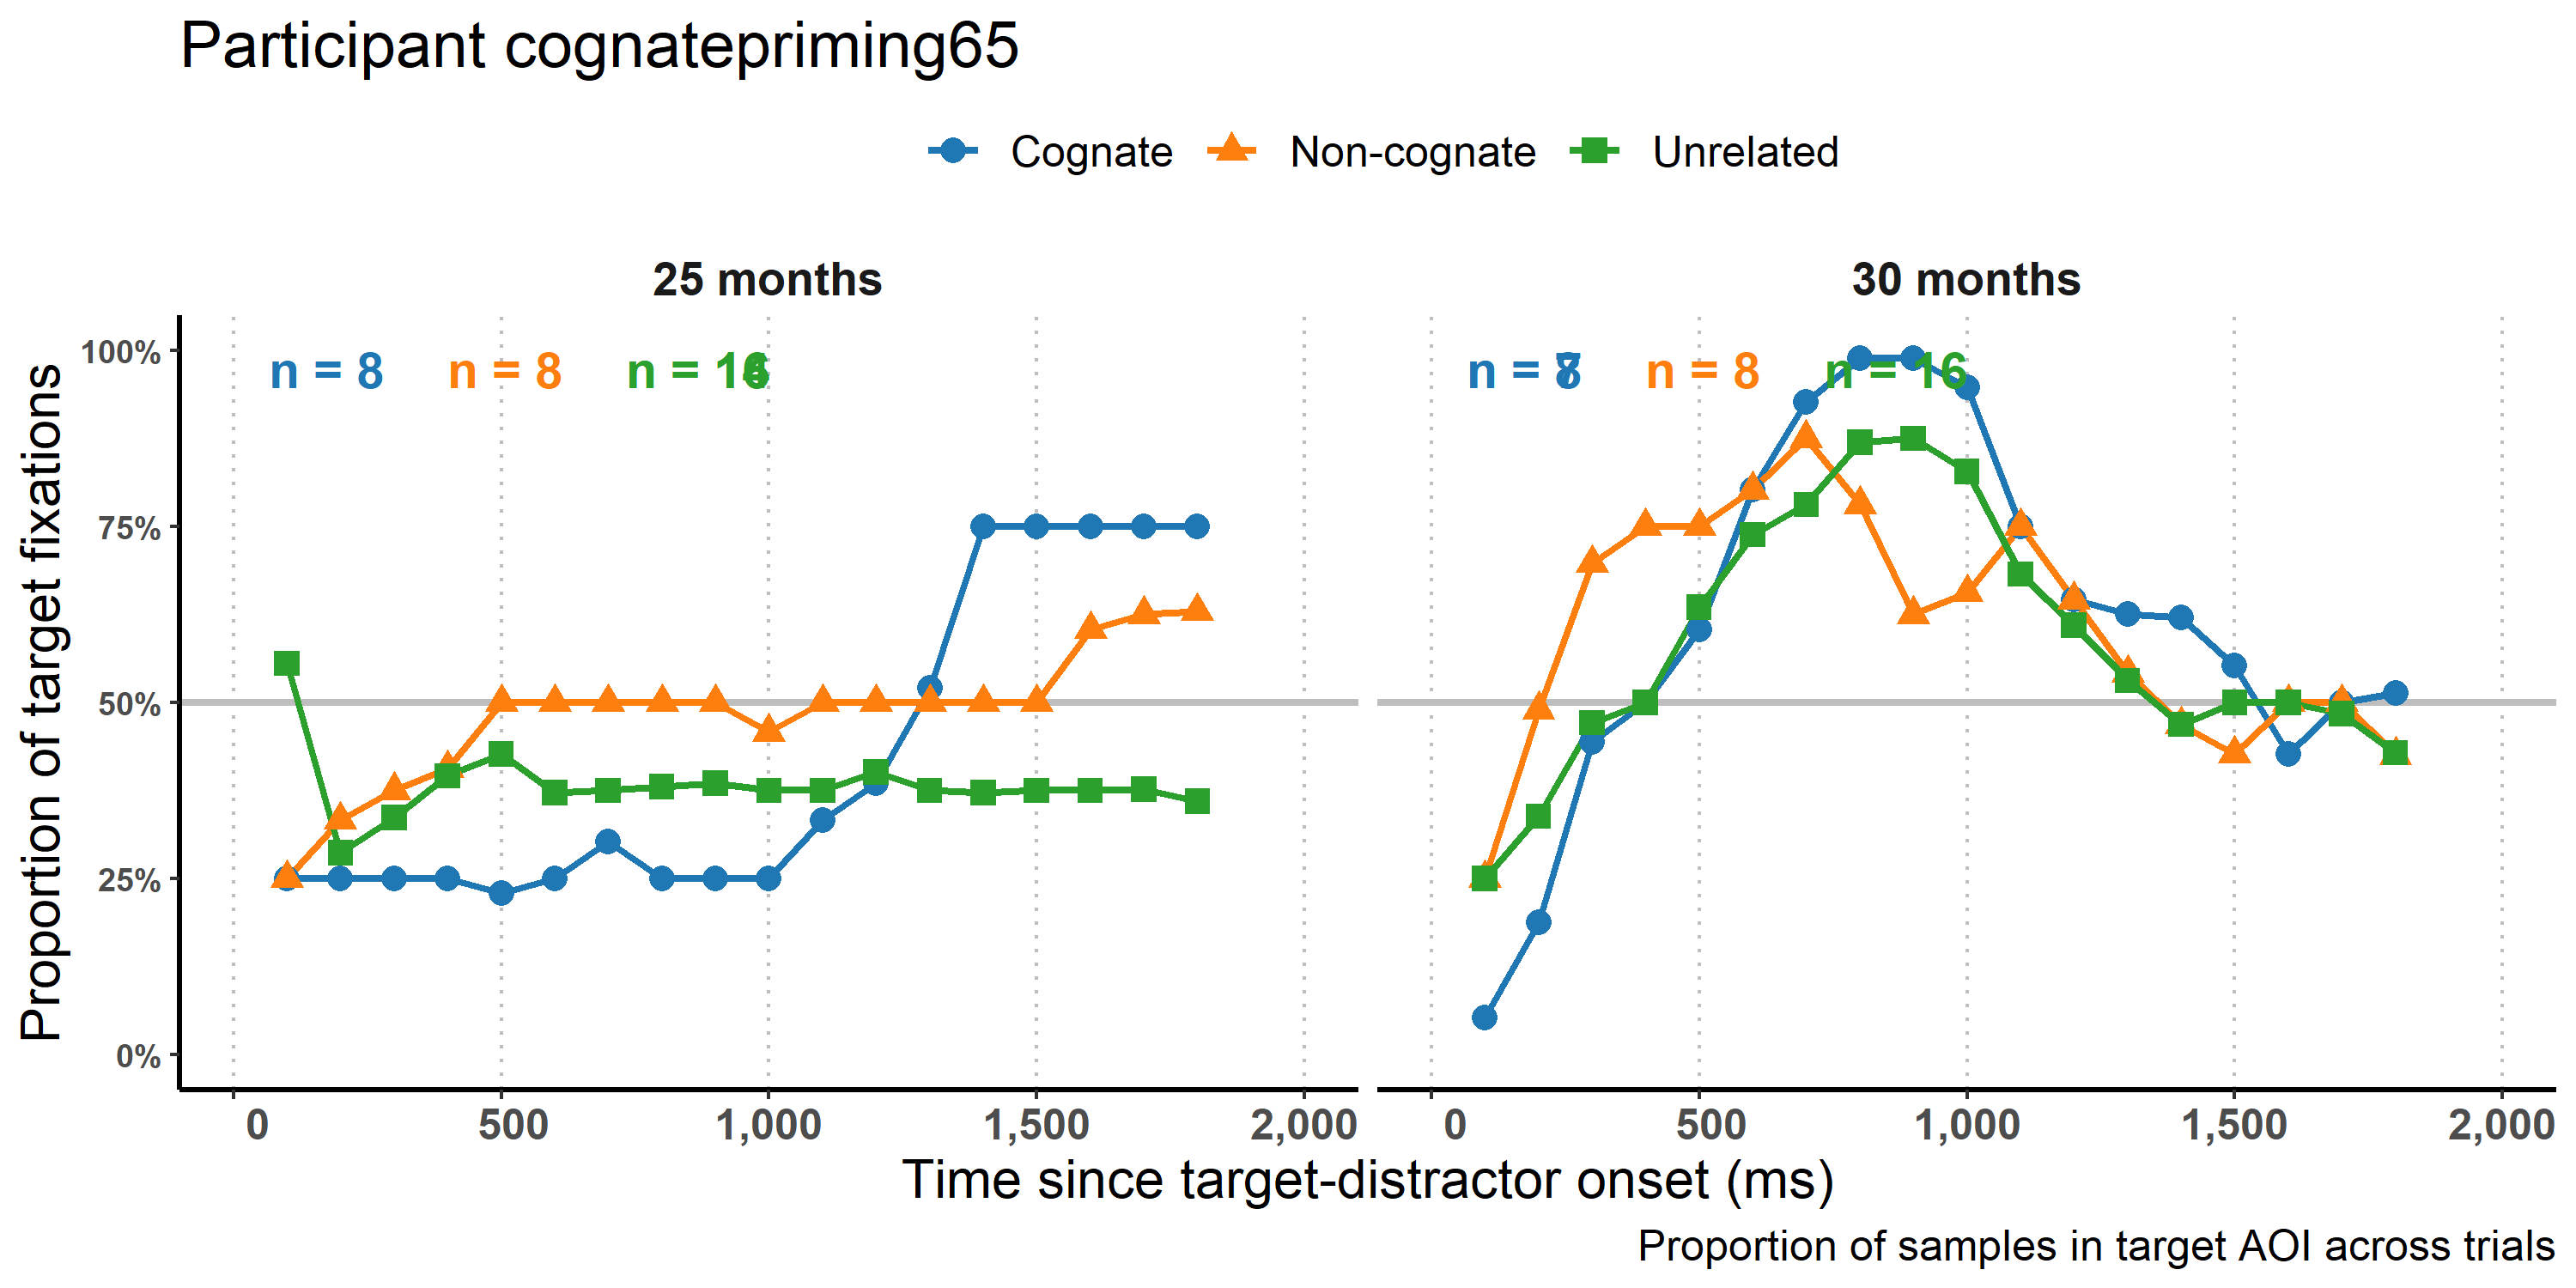 Participant cognatepriming65
Cognate Non-cognate Unrelated
25 months 30 months
Proportion of target fixations
100%
75%
50%
25%
0%
n = 8 n = 8 n =
n = n = 8 n = 16
0 500 1,000 1,500 2,000 0 500 1,000 1,500 2,000
Time since target-distractor onset (ms)
Proportion of samples in target AOI across trials